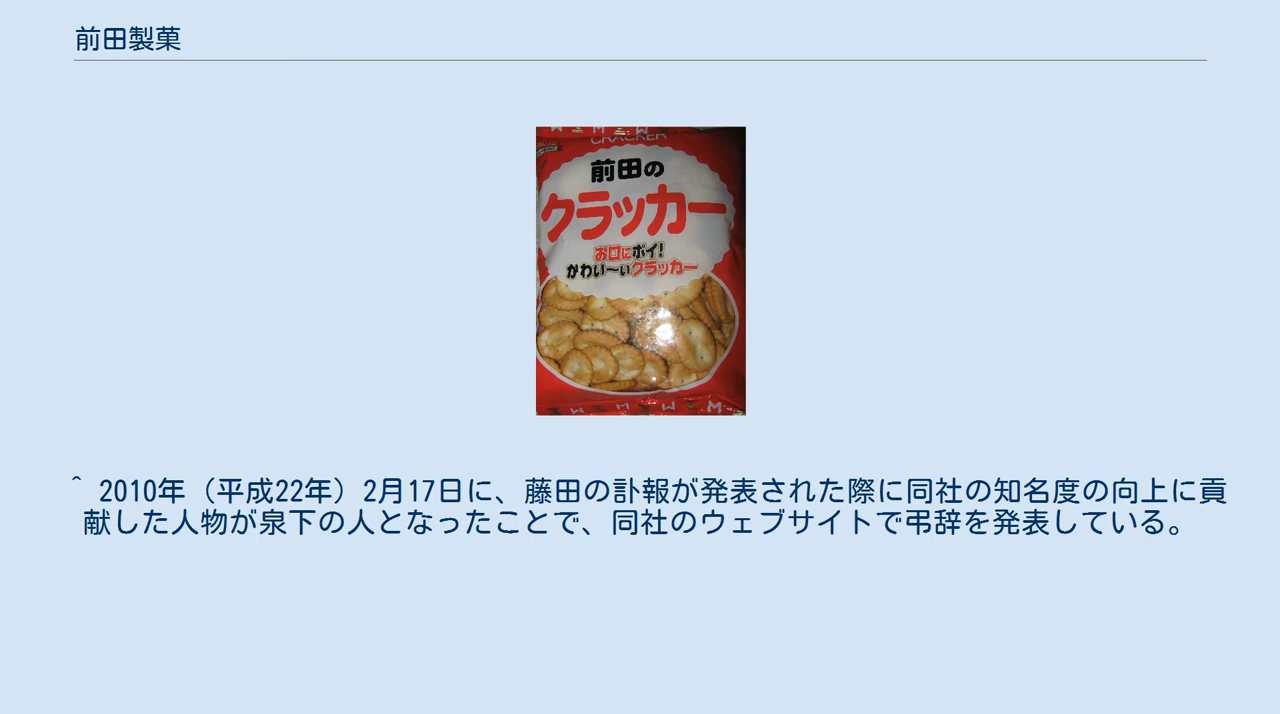 前田製菓
CRACKER
前田の
クラッカー
お口にポイ!
かわい〜いクラッカー
^ 2010年（平成22年）2月17日に、藤田の訃報が発表された際に同社の知名度の向上に貢
献した人物が泉下の人となったことで、同社のウェブサイトで弔辞を発表している。